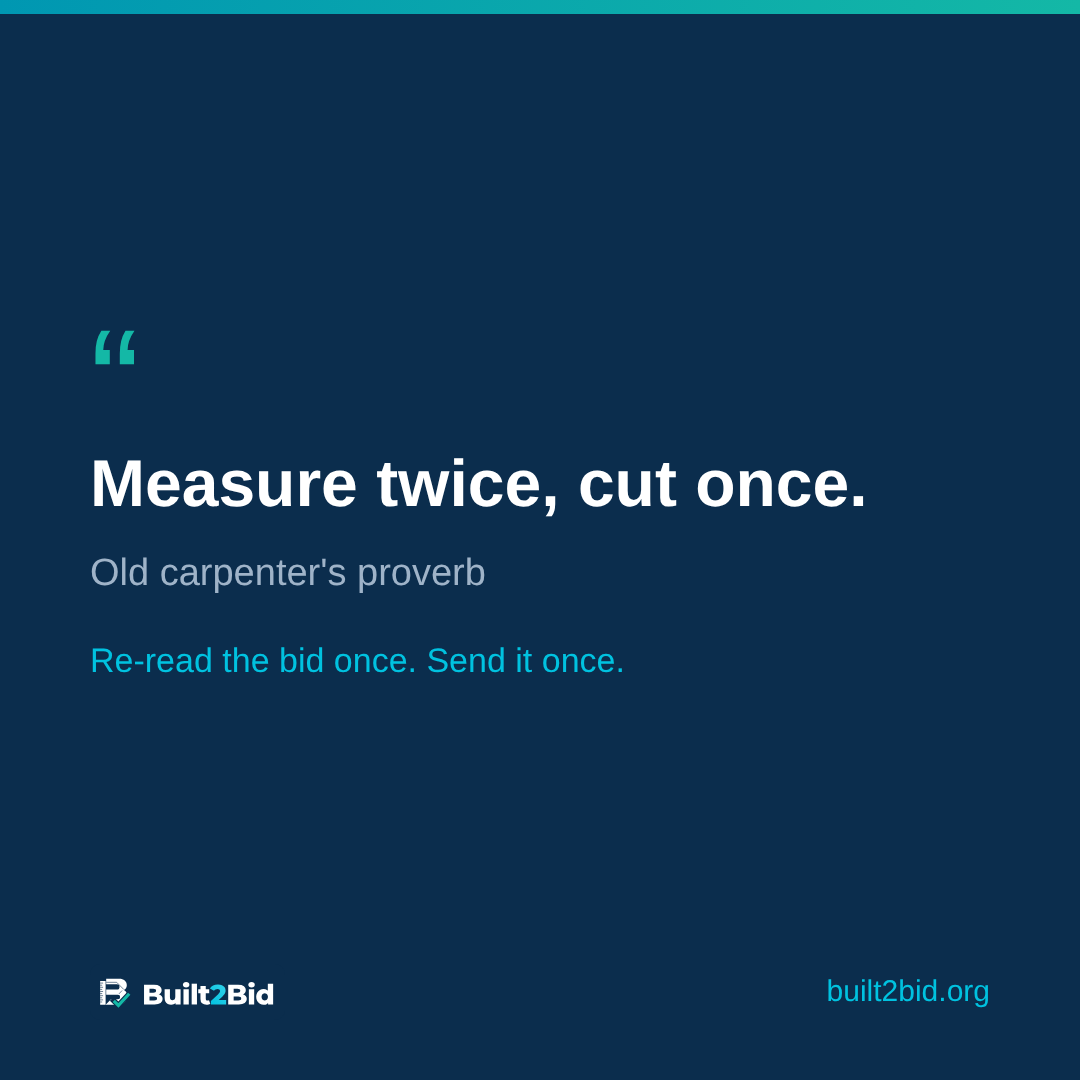 “
Measure twice, cut once.
Old carpenter's proverb
Re-read the bid once. Send it once.
Built2Bid
built2bid.org